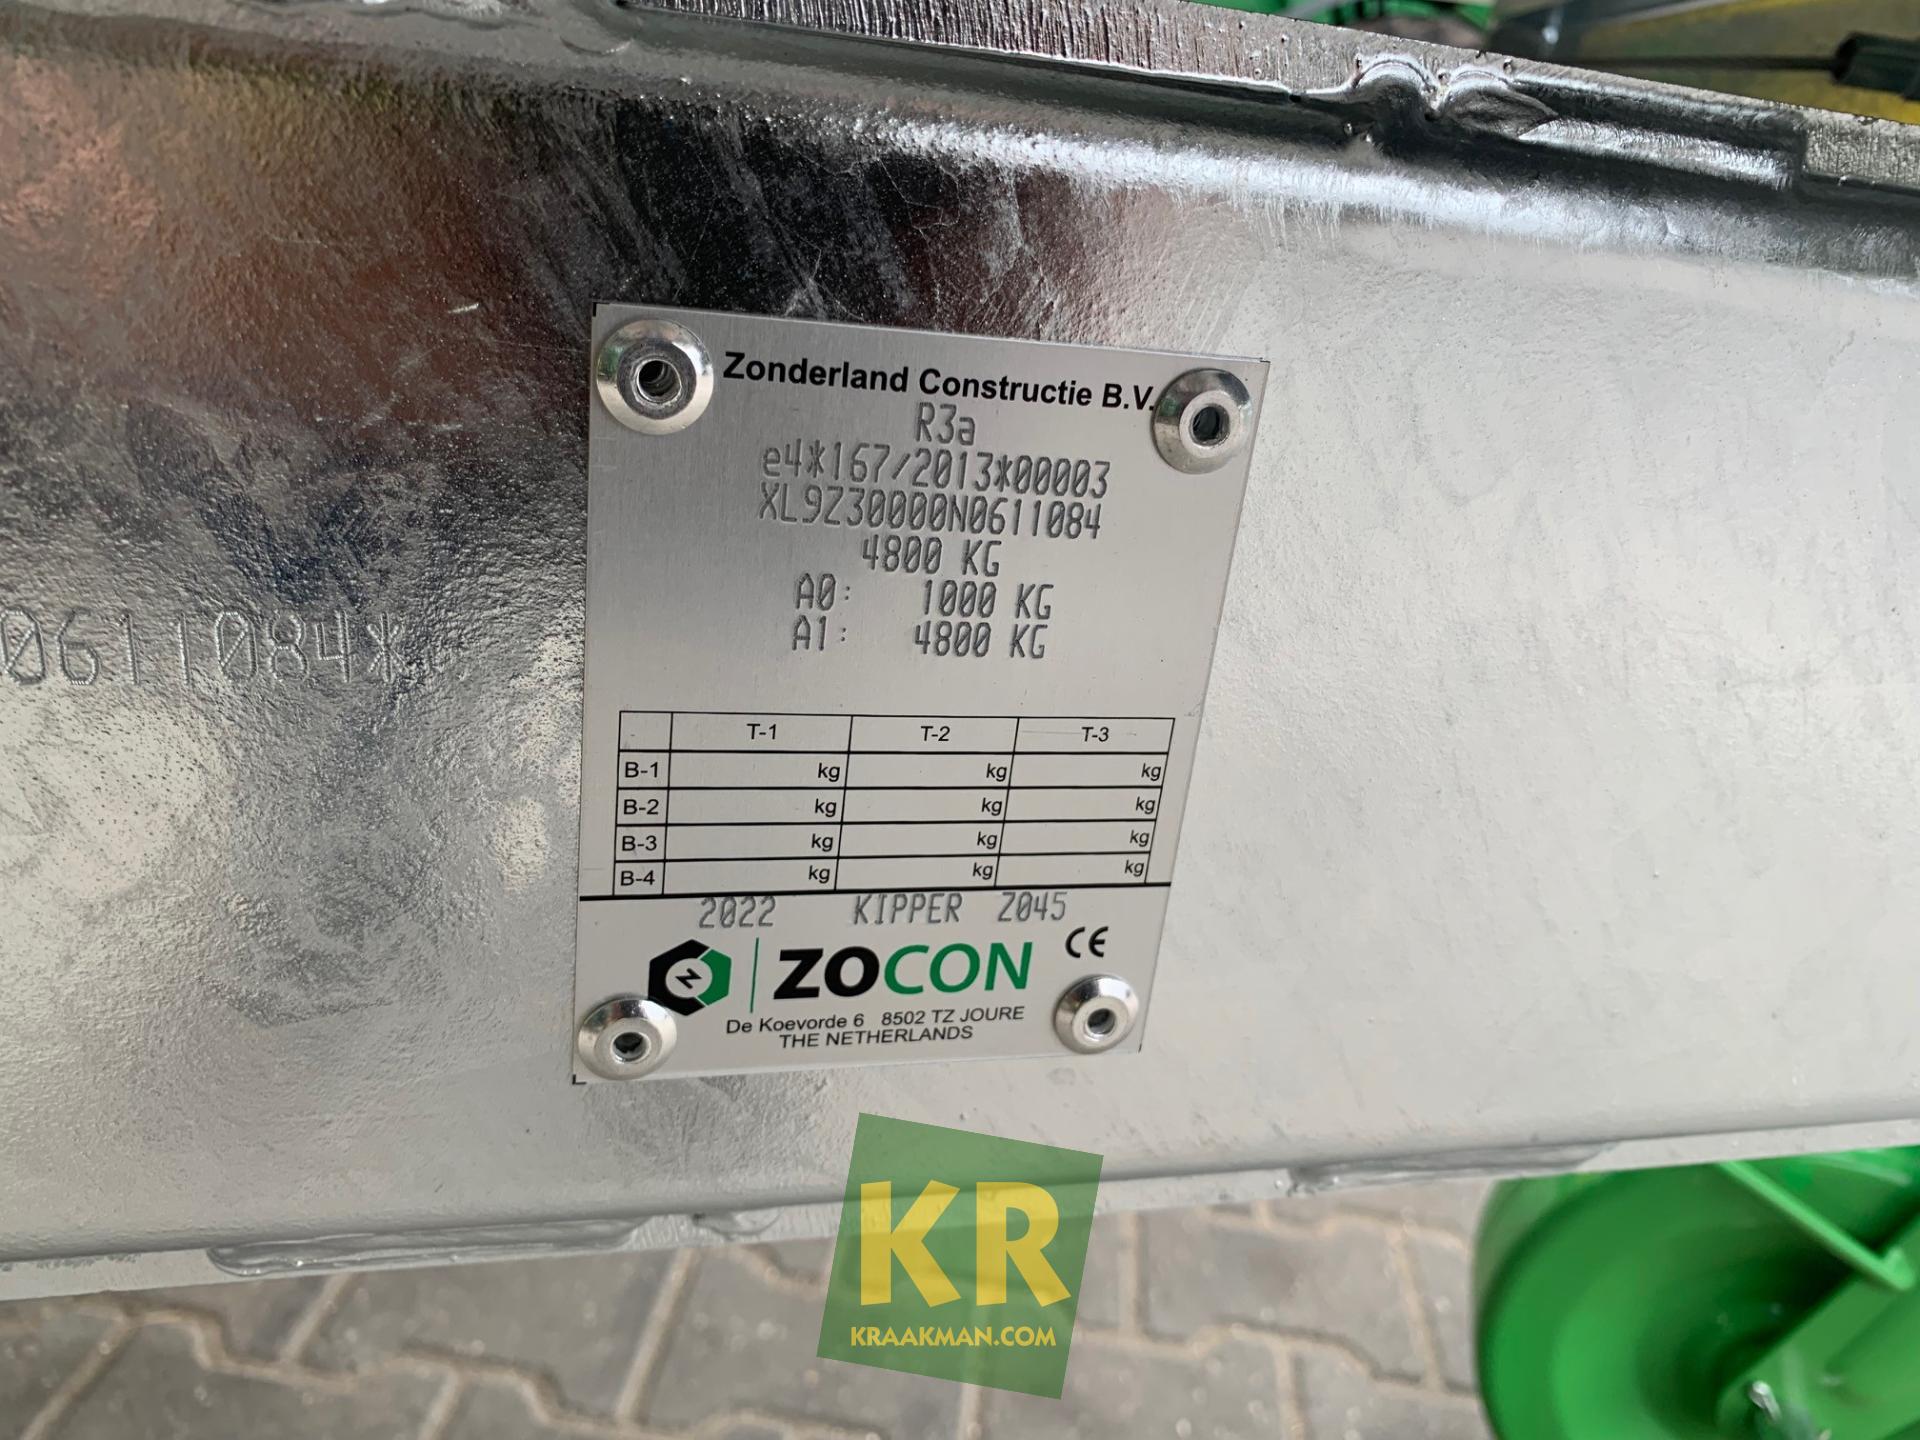 Zonderland Constructie B.V.
R3a
e4*167/2013*00003
XL9Z30000N0611084
4800 KG
A0: 1000 KG
A1: 4800 KG
0611084*
T-1 T-2 T-3
B-1 kg kg kg
B-2 kg kg kg
B-3 kg kg kg
B-4 kg kg kg
2022 KIPPER Z045
Z ZOCON CE
De Koevorde 6 8502 TZ JOURE
THE NETHERLANDS
KR
KRAAKMAN.COM